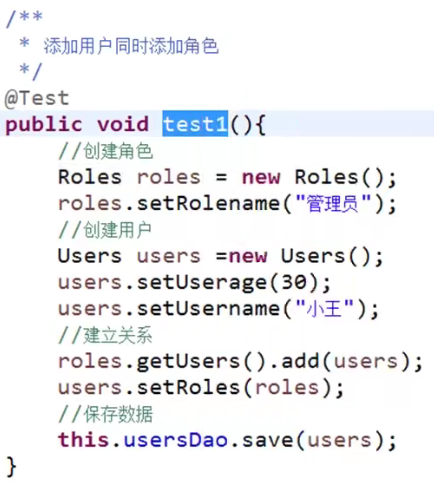 /**
 * 添加用户同时添加角色
 */
@Test
public void test1(){
    //创建角色
    Roles roles = new Roles();
    roles.setRolename("管理员");
    //创建用户
    Users users =new Users();
    users.setUserage(30);
    users.setUsername("小王");
    //建立关系
    roles.getUsers().add(users);
    users.setRoles(roles);
    //保存数据
    this.usersDao.save(users);
}